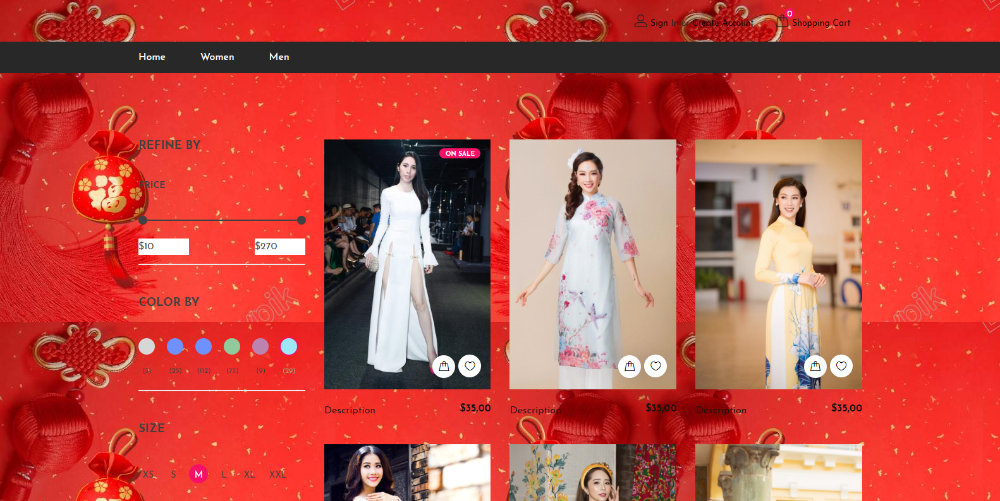 Sign In or Create Account
0
Shopping Cart
Home Women Men
REFINE BY
PRICE
$10 $270
COLOR BY
(3) (25) (112) (75) (9) (29)
SIZE
XS S M L XL XXL
福
ON SALE
Description $35,00
Description $35,00
Description $35,00